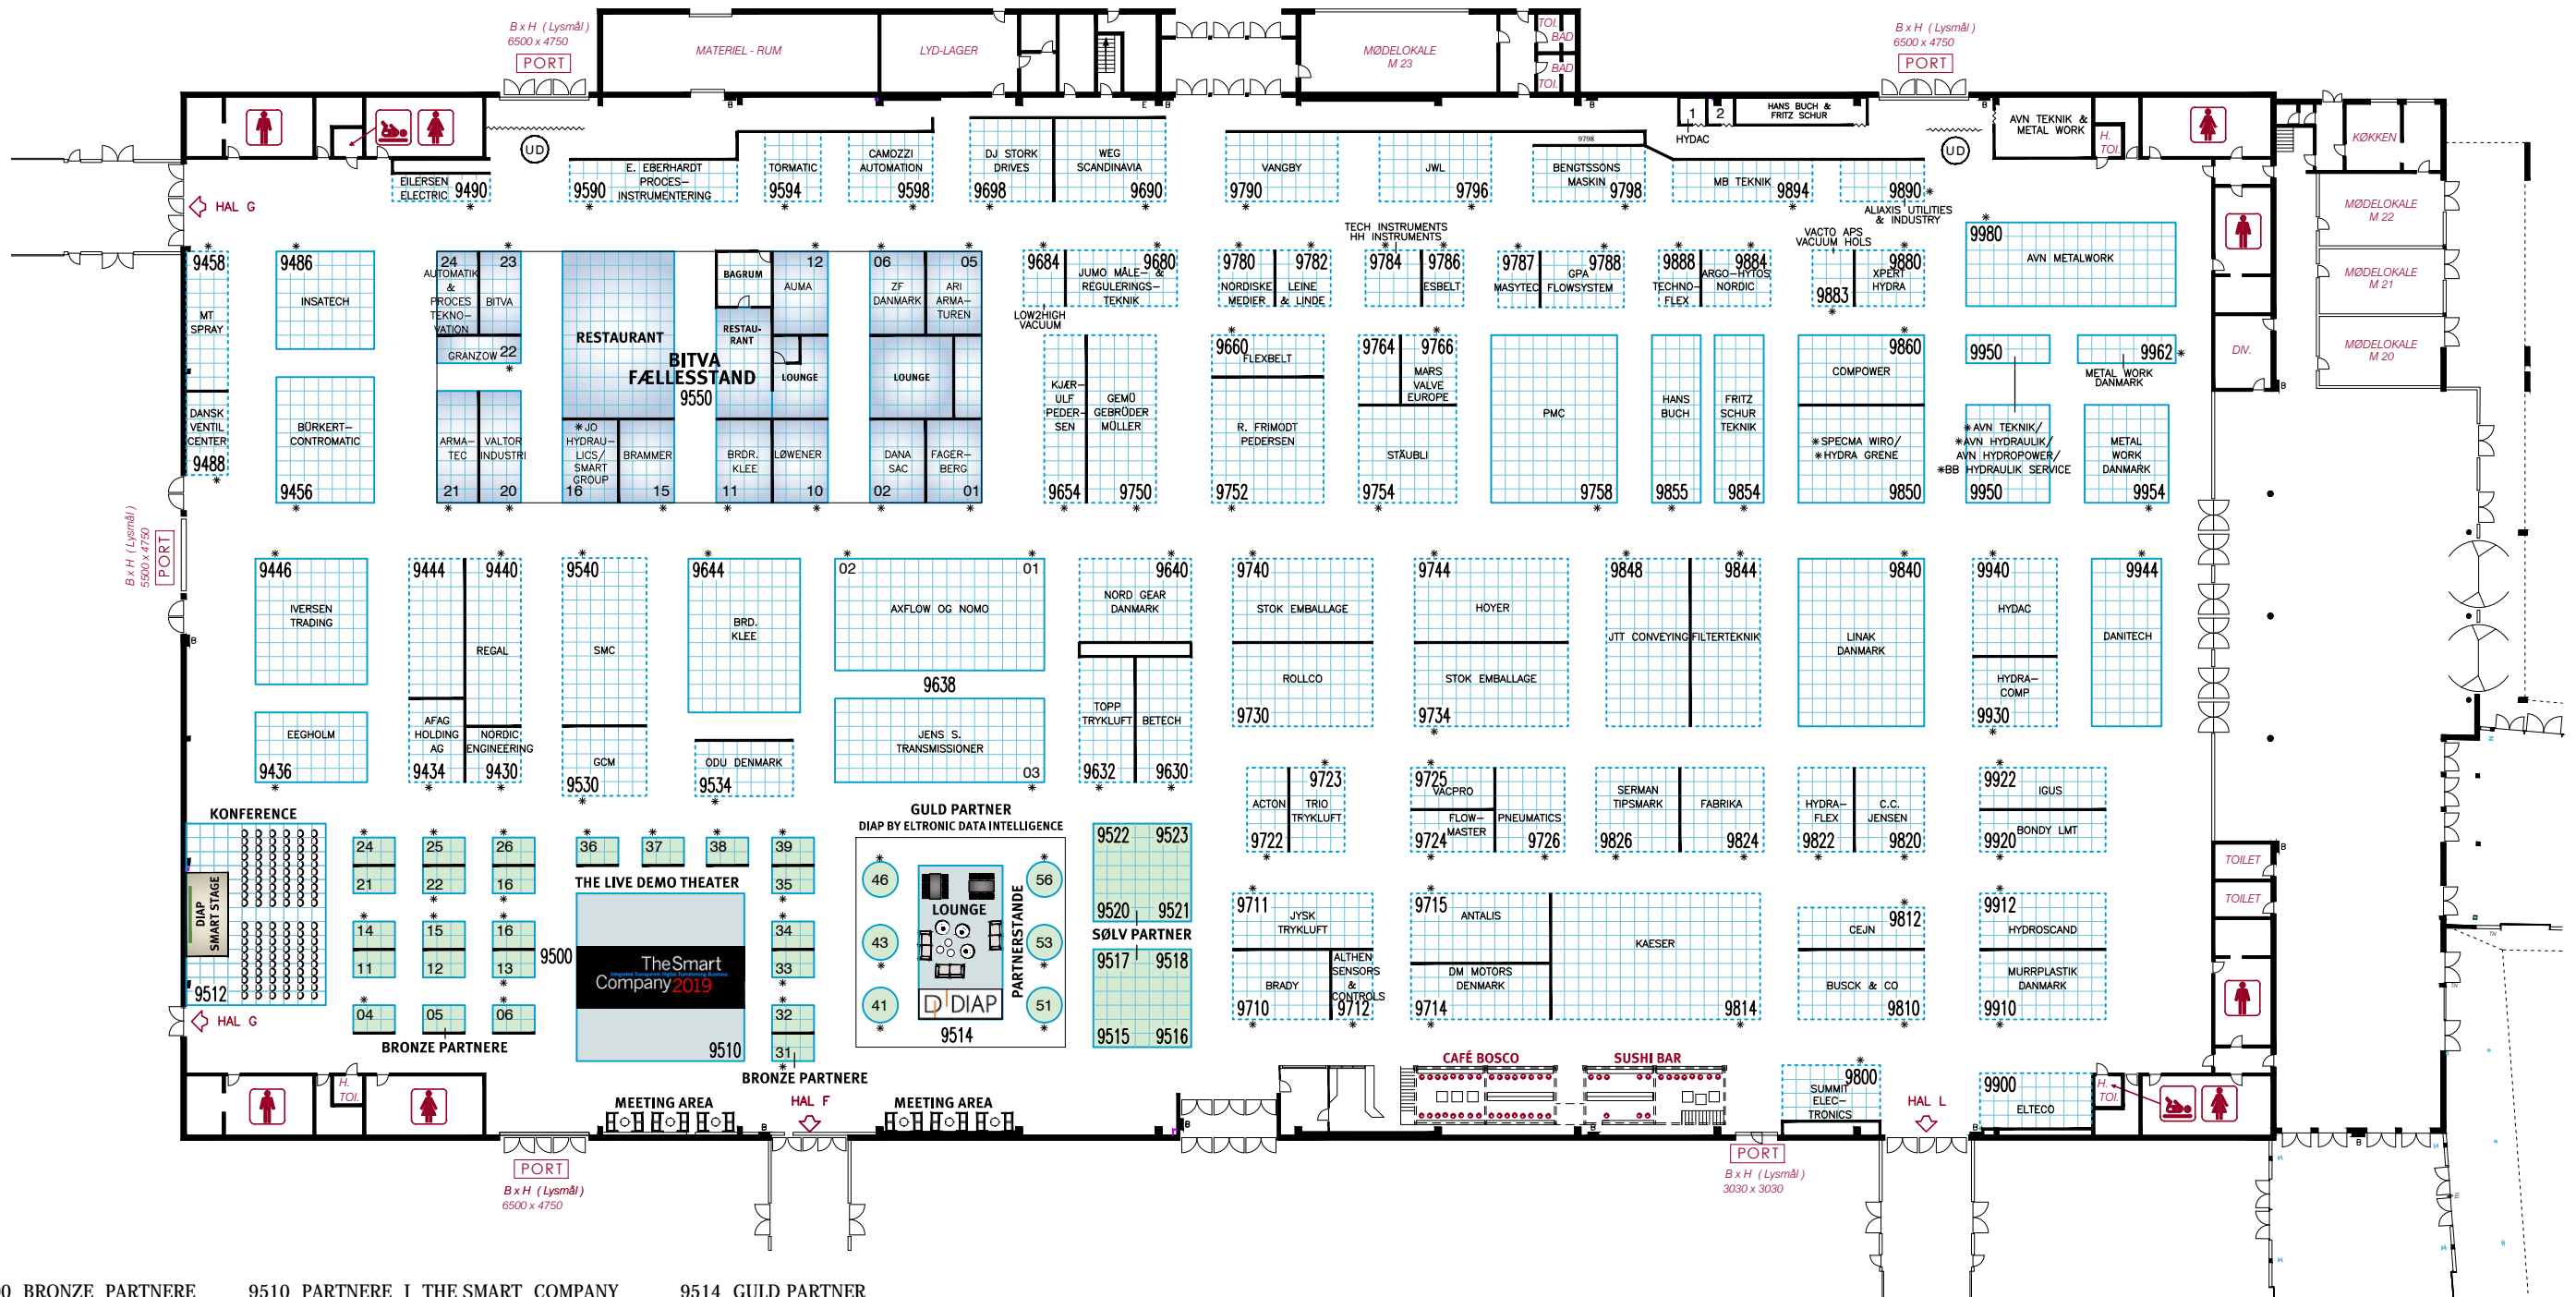 B x H ( Lysmål )
6500 x 4750
PORT
MATERIEL - RUM
LYD-LAGER
MØDELOKALE
M 23
TOI.
BAD
BAD
TOI.
B x H ( Lysmål )
6500 x 4750
PORT
UD
1
2
HYDAC
HANS BUCH &
FRITZ SCHUR
UD
AVN TEKNIK &
METAL WORK
H.
TOI.
KØKKEN
MØDELOKALE
M 22
MØDELOKALE
M 21
MØDELOKALE
M 20
DIV.
HAL G
EILERSEN
ELECTRIC
9490
E. EBERHARDT
PROCES-
INSTRUMENTERING
9590
TORMATIC
9594
CAMOZZI
AUTOMATION
9598
DJ STORK
DRIVES
9698
WEG
SCANDINAVIA
9690
VANGBY
9790
JWL
9796
9798
BENGTSSONS
MASKIN
9798
MB TEKNIK
9894
9890
ALIAXIS UTILITIES
& INDUSTRY
9458
MT
SPRAY
9486
INSATECH
24
AUTOMATIK
&
PROCES
TEKNO-
VATION
23
BITVA
GRANZOW
22
RESTAURANT
BAGRUM
RESTAU-
RANT
12
AUMA
LOUNGE
BITVA
FÆLLESSTAND
9550
06
ZF
DANMARK
05
ARI
ARMA-
TUREN
LOUNGE
9684
LOW2HIGH
VACUUM
9680
JUMO MÅLE- &
REGULERINGS-
TEKNIK
9780
NORDISKE
MEDIER
9782
LEINE
& LINDE
TECH INSTRUMENTS
HH INSTRUMENTS
9784
9786
ESBELT
9787
MASYTEC
9788
GPA
FLOWSYSTEM
9888
TECHNO-
FLEX
9884
ARGO-HYTOS
NORDIC
VACTO APS
VACUUM HOLS
9883
9880
XPERT
HYDRA
9980
AVN METALWORK
DANSK
VENTIL
CENTER
9488
BÜRKERT-
CONTROMATIC
9456
ARMA-
TEC
21
VALTOR
INDUSTRI
20
JO
HYDRAU-
LICS/
SMART
GROUP
16
BRAMMER
15
BRDR.
KLEE
11
LØWENER
10
DANA
SAC
02
FAGER-
BERG
01
KJÆR-
ULF
PEDER-
SEN
9654
GEMÜ
GEBRÜDER
MÜLLER
9750
9660
FLEXBELT
R. FRIMODT
PEDERSEN
9752
9764
9766
MARS
VALVE
EUROPE
STÄUBLI
9754
PMC
9758
HANS
BUCH
9855
FRITZ
SCHUR
TEKNIK
9854
9860
COMPOWER
SPECMA WIRO/
HYDRA GRENE
9850
9950
AVN TEKNIK/
AVN HYDRAULIK/
AVN HYDROPOWER/
BB HYDRAULIK SERVICE
9950
9962
METAL WORK
DANMARK
METAL
WORK
DANMARK
9954
B x H ( Lysmål )
5500 x 4750
PORT
9446
IVERSEN
TRADING
EEGHOLM
9436
9444
AFAG
HOLDING
AG
9434
9440
REGAL
NORDIC
ENGINEERING
9430
9540
SMC
GCM
9530
9644
BRD.
KLEE
ODU DENMARK
9534
02
01
AXFLOW OG NOMO
9638
JENS S.
TRANSMISSIONER
03
9640
NORD GEAR
DANMARK
TOPP
TRYKLUFT
9632
BETECH
9630
9740
STOK EMBALLAGE
ROLLCO
9730
9744
HOYER
STOK EMBALLAGE
9734
9848
JTT CONVEYING
9844
FILTERTEKNIK
9840
LINAK
DANMARK
9940
HYDAC
HYDRA-
COMP
9930
9944
DANITECH
ACTON
9722
9723
TRIO
TRYKLUFT
9725
VACPRO
FLOW-
MASTER
9724
PNEUMATICS
9726
SERMAN
TIPSMARK
9826
FABRIKA
9824
HYDRA-
FLEX
9822
C.C.
JENSEN
9820
9922
IGUS
BONDY LMT
9920
KONFERENCE
DIAP
SMART STAGE
9512
HAL G
24
21
25
22
26
16
14
11
15
12
16
13
04
05
06
BRONZE PARTNERE
36
37
38
39
35
THE LIVE DEMO THEATER
9500
TheSmart
Company2019
9510
34
33
32
31
BRONZE PARTNERE
GULD PARTNER
DIAP BY ELTRONIC DATA INTELLIGENCE
46
43
41
LOUNGE
DIAP
PARTNERSTANDE
56
53
51
9514
9522
9523
9520
9521
SØLV PARTNER
9517
9518
9515
9516
9711
JYSK
TRYKLUFT
BRADY
9710
ALTHEN
SENSORS
&
CONTROLS
9712
9715
ANTALIS
DM MOTORS
DENMARK
9714
KAESER
9814
9812
CEJN
BUSCK & CO
9810
9912
HYDROSCAND
MURRPLASTIK
DANMARK
9910
TOILET
TOILET
H.
TOI.
MEETING AREA
HAL F
MEETING AREA
CAFÉ BOSCO
SUSHI BAR
9800
SUMMIT
ELEC-
TRONICS
HAL L
9900
ELTECO
H.
TOI.
PORT
B x H ( Lysmål )
6500 x 4750
PORT
B x H ( Lysmål )
3030 x 3030
BRONZE PARTNERE
9510 PARTNERE I THE SMART COMPANY
9514 GULD PARTNER